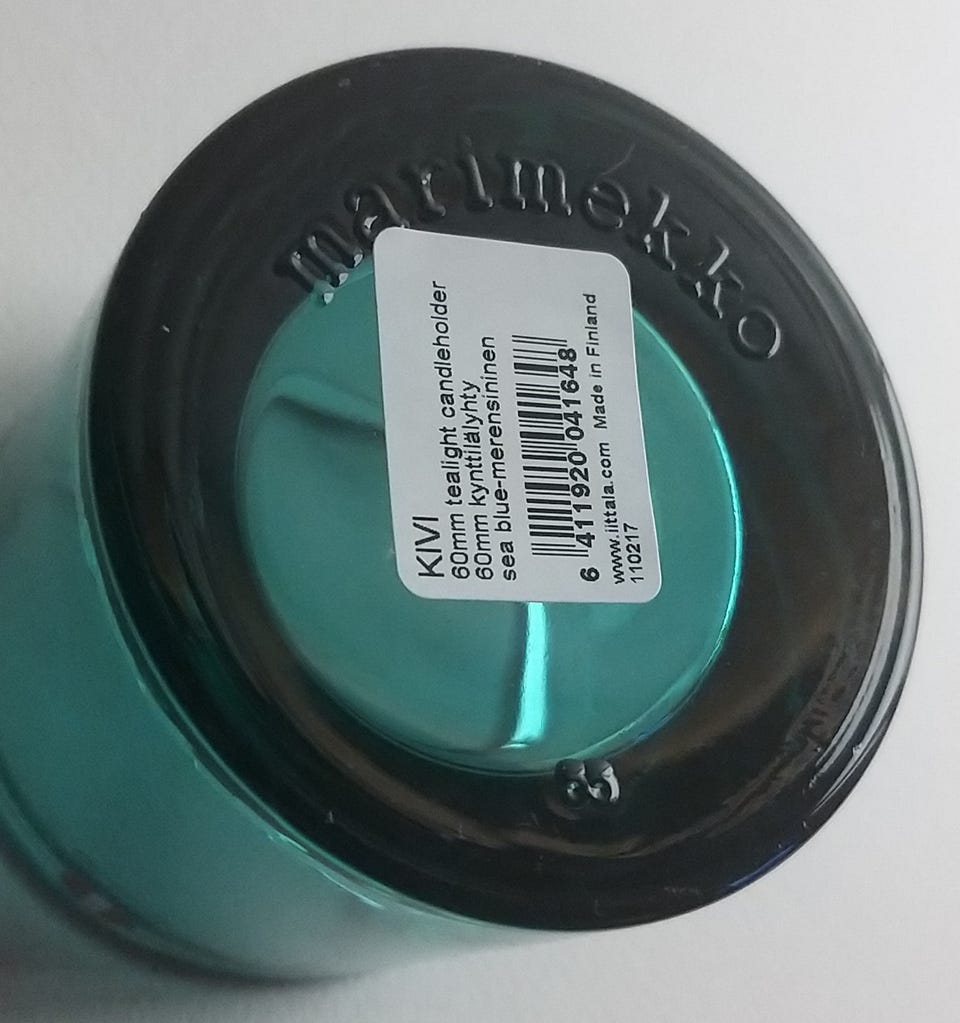 marimekko
KIVI
60mm tealight candleholder
60mm kynttilälyhty
sea blue-merensininen
6 411920 041648
www.iittala.com Made in Finland
110217